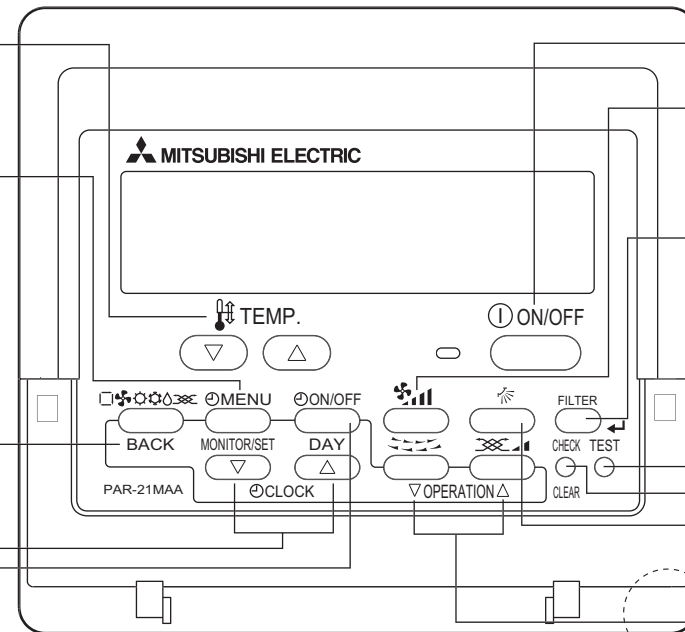 MITSUBISHI ELECTRIC
TEMP.
ON/OFF
MENU
ON/OFF
FILTER
BACK
MONITOR/SET
DAY
CHECK
TEST
PAR-21MAA
CLOCK
▽OPERATION△
CLEAR